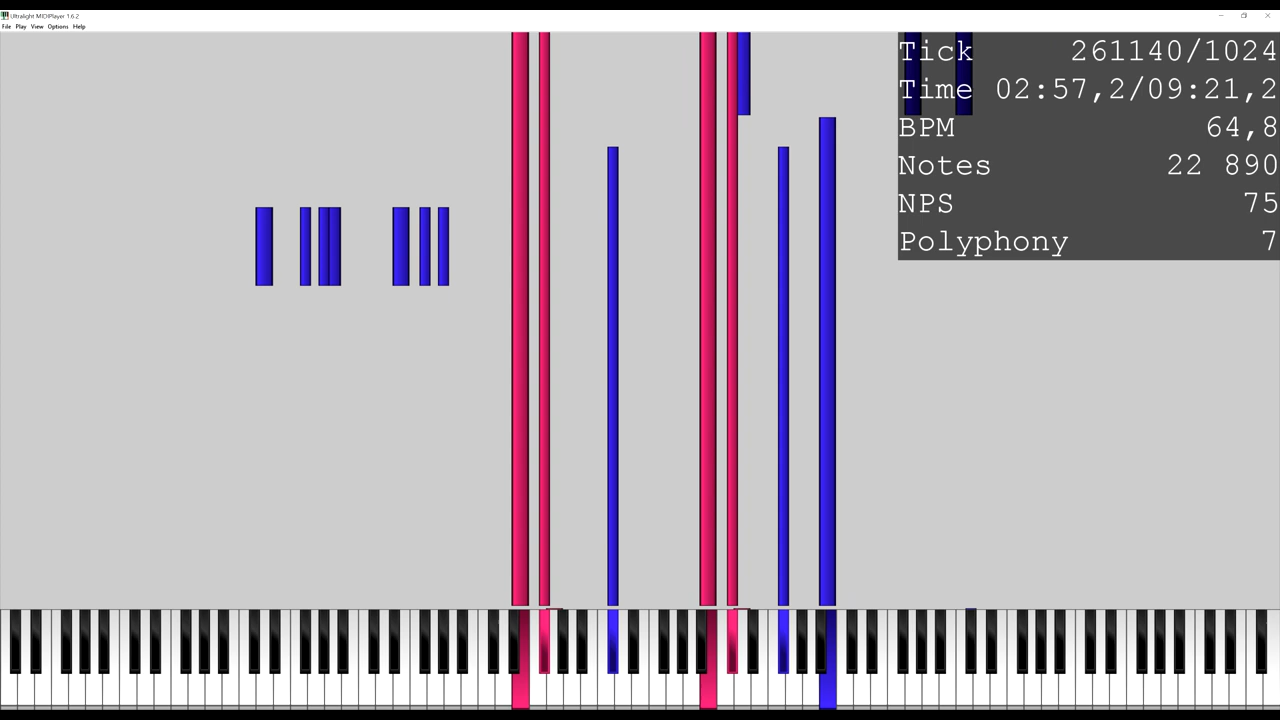 Ultralight MIDIPlayer 1.6.2
File Play View Options Help
Tick 261140/1024
Time 02:57,2/09:21,2
BPM 64,8
Notes 22 890
NPS 75
Polyphony 7